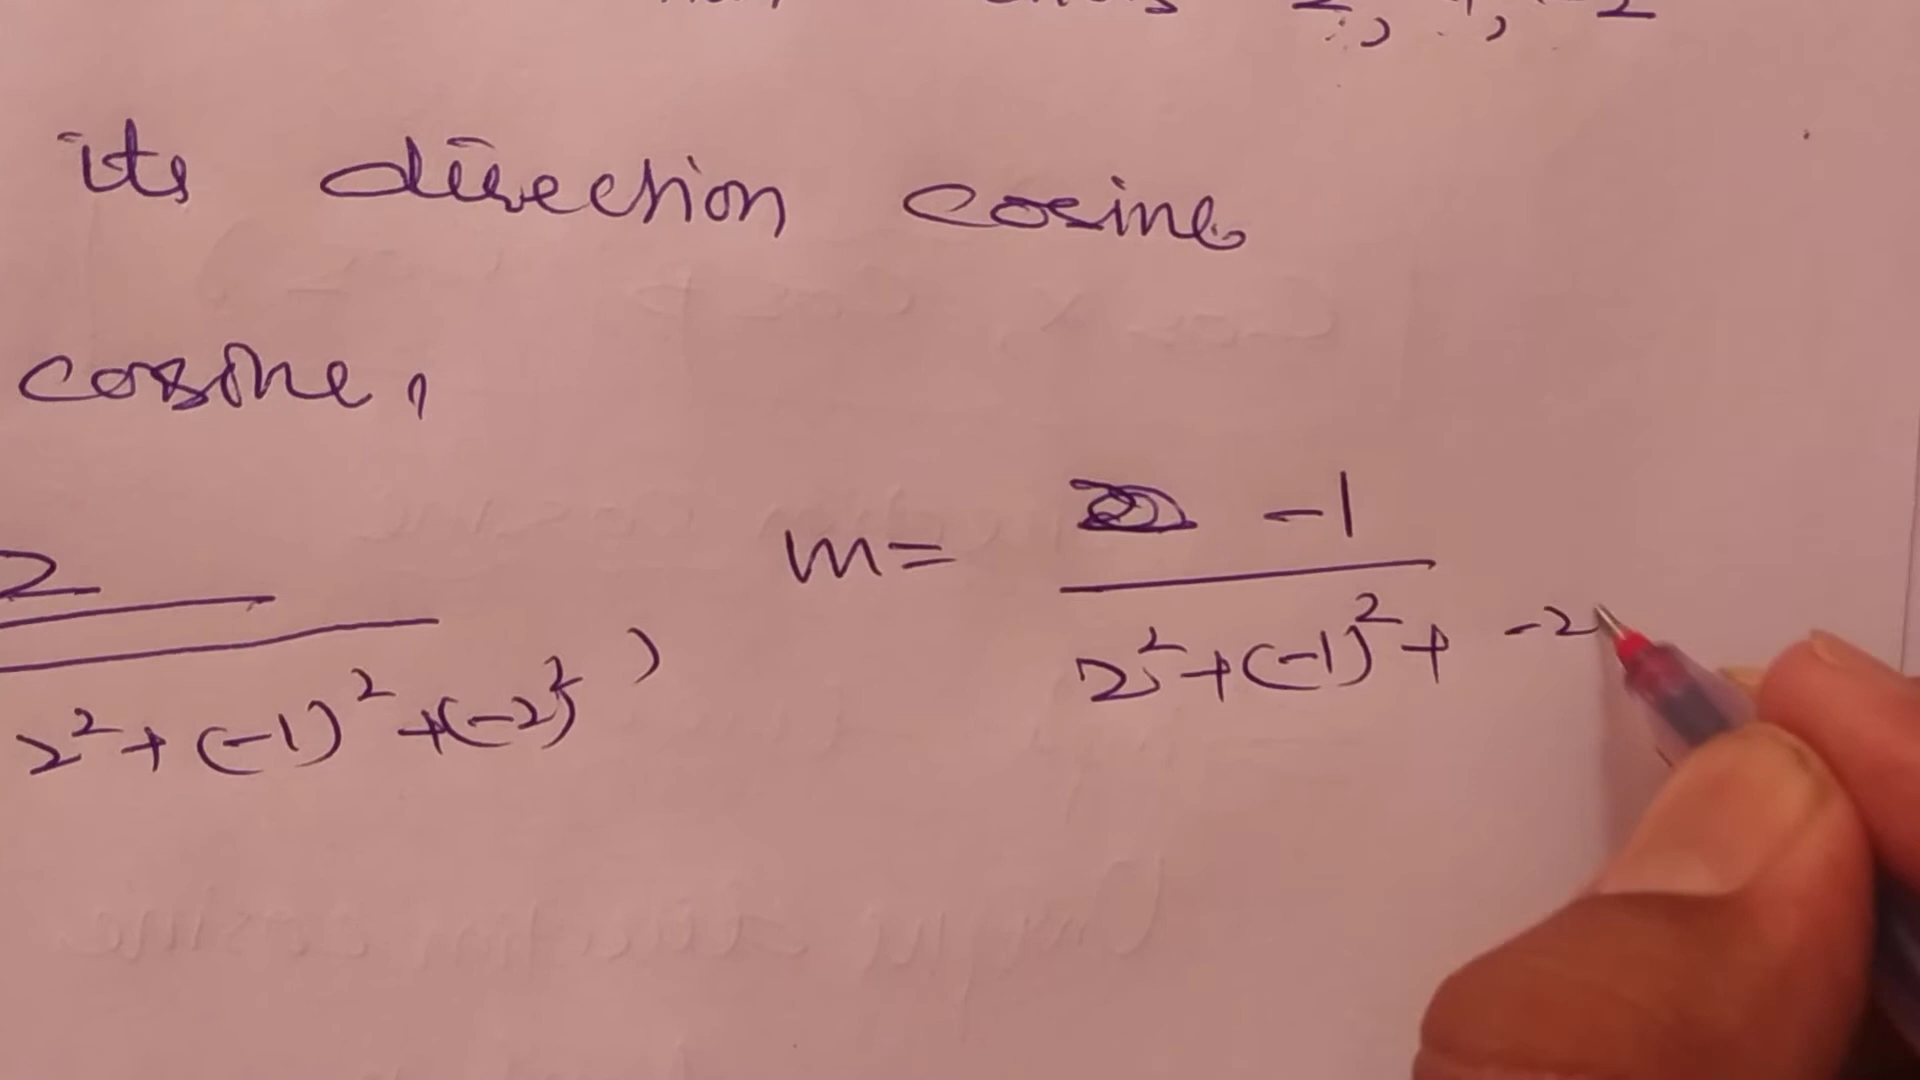 its direction cosine
cosine,
2 m = -1
2² + (-1)² + (-2)² , 2² + (-1)² + -2